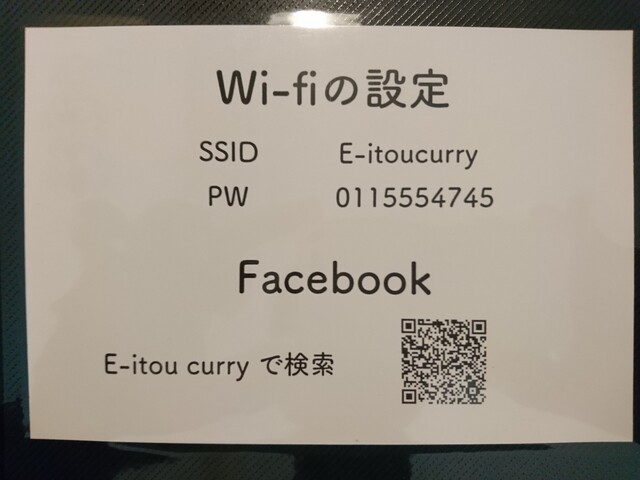 Wi-fiの設定
SSID E-itoucurry
PW 0115554745
Facebook
E-itou curry で検索